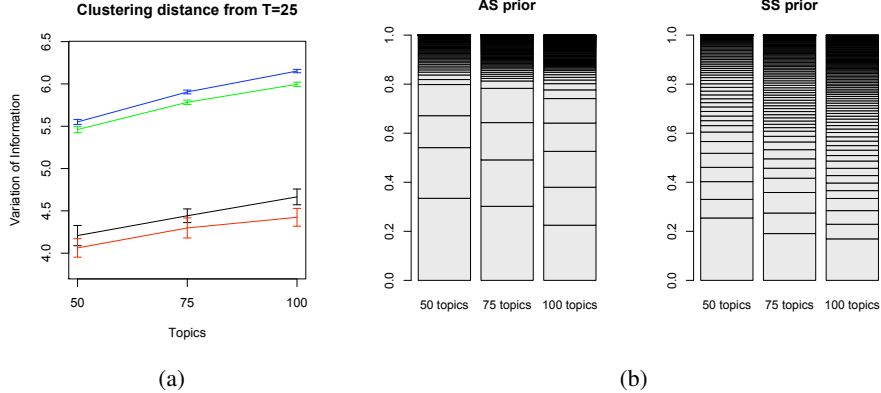 Clustering distance from T=25
Variation of Information
6.5
6.0
5.5
5.0
4.5
4.0
50
75
100
Topics
(a)
AS prior
1.0
0.8
0.6
0.4
0.2
0.0
50 topics
75 topics
100 topics
SS prior
1.0
0.8
0.6
0.4
0.2
0.0
50 topics
75 topics
100 topics
(b)